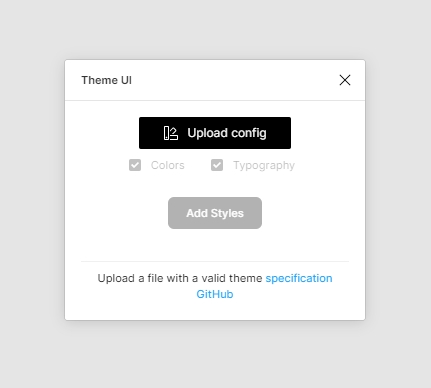 Theme UI
Upload config
Colors
Typography
Add Styles
Upload a file with a valid theme specification
GitHub